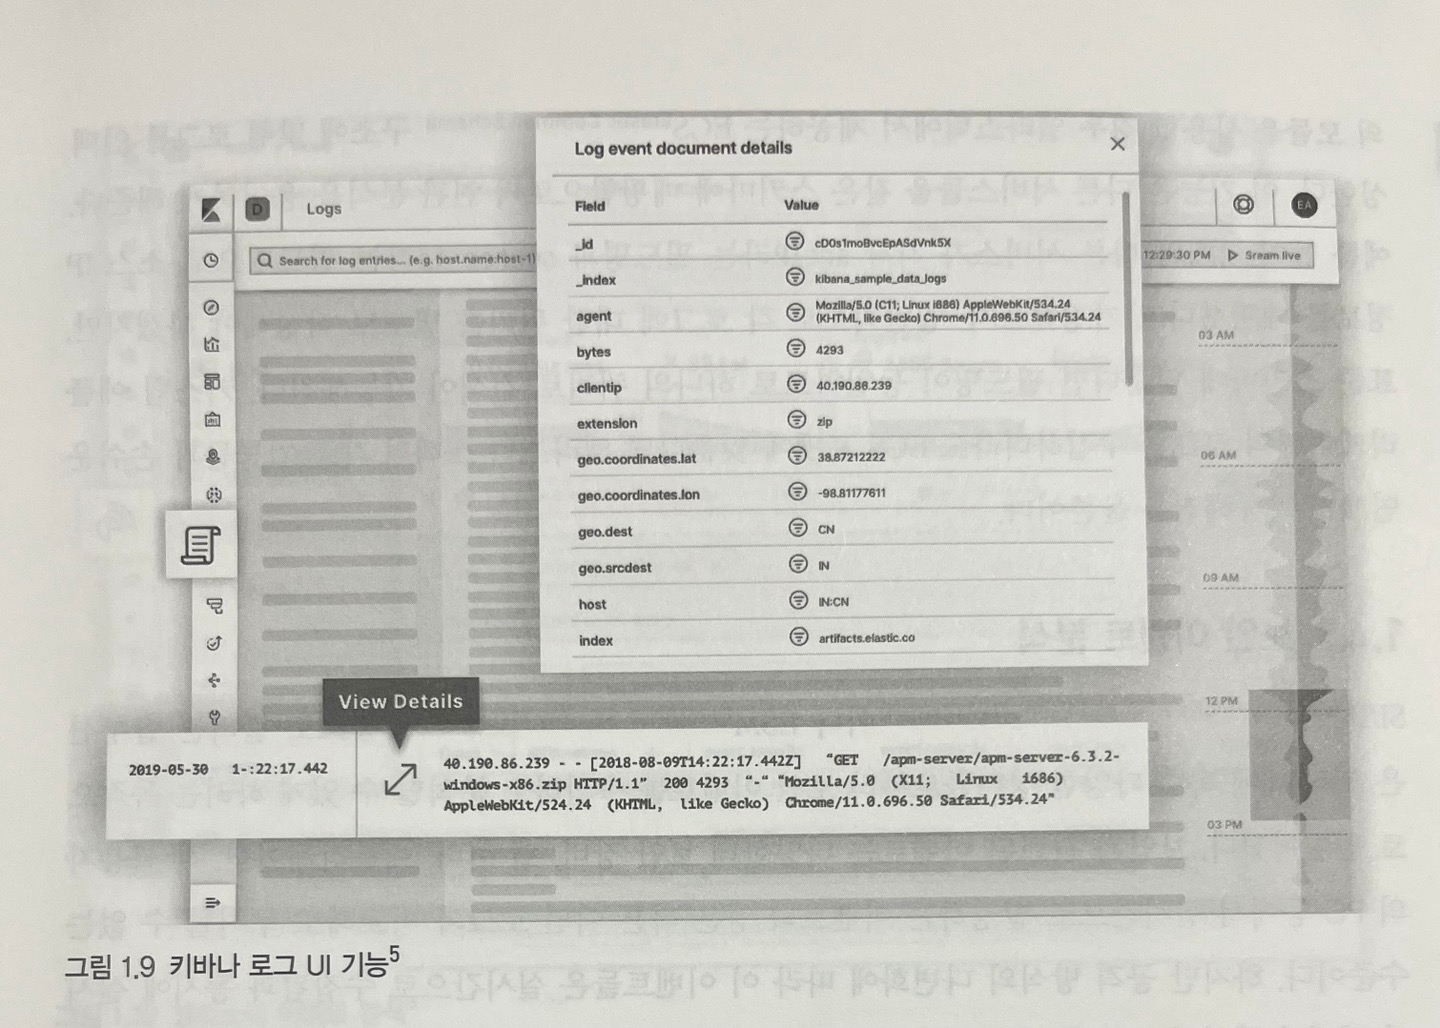 Log event document details
Field Value
_id cD0s1moBvcEpASdVnk5X
_index kibana_sample_data_logs
agent Mozilla/5.0 (C11; Linux i686) AppleWebKit/534.24
(KHTML, like Gecko) Chrome/11.0.696.50 Safari/534.24
bytes 4293
clientip 40.190.86.239
extension zip
geo.coordinates.lat 38.87212222
geo.coordinates.lon -98.81177611
geo.dest CN
geo.srcdest IN
host IN:CN
index artifacts.elastic.co
D Logs
EA
Search for log entries... (e.g. host.name:host-1)
12:29:30 PM Sream live
03 AM
06 AM
09 AM
12 PM
03 PM
View Details
2019-05-30 1-:22:17.442
40.190.86.239 - - [2018-08-09T14:22:17.442Z] "GET /apm-server/apm-server-6.3.2-
windows-x86.zip HTTP/1.1" 200 4293 "-" "Mozilla/5.0 (X11; Linux i686)
AppleWebKit/524.24 (KHTML, like Gecko) Chrome/11.0.696.50 Safari/534.24"
그림 1.9 키바나 로그 UI 기능5